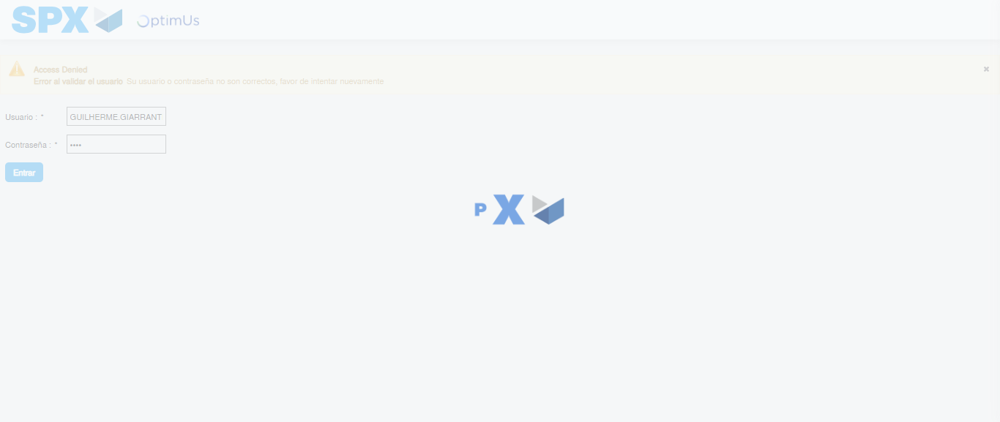 SPX OptimUs
Access Denied
Error al validar el usuario Su usuario o contraseña no son correctos, favor de intentar nuevamente
Usuario : * GUILHERME.GIARRANT
Contraseña : * ••••
Entrar
P X